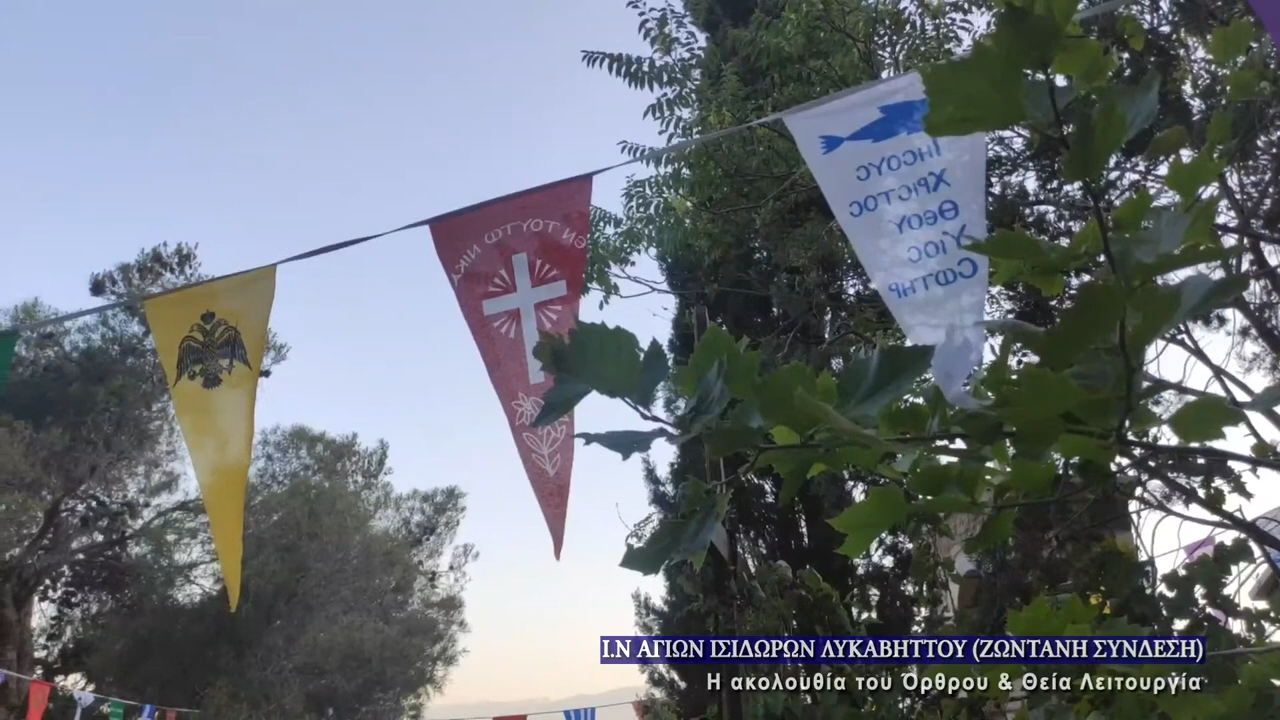 ΕΝ ΤΟΥΤΩ ΝΙΚΑ
ΙΗϹΟΥϹ
ΧΡΙϹΤΟϹ
ΘΕΟΥ
ΥΙΟϹ
ϹΩΤΗΡ
Ι.Ν ΑΓΙΩΝ ΙΣΙΔΩΡΩΝ ΛΥΚΑΒΗΤΤΟΥ (ΖΩΝΤΑΝΗ ΣΥΝΔΕΣΗ)
Η ακολουθία του Όρθρου & Θεία Λειτουργία